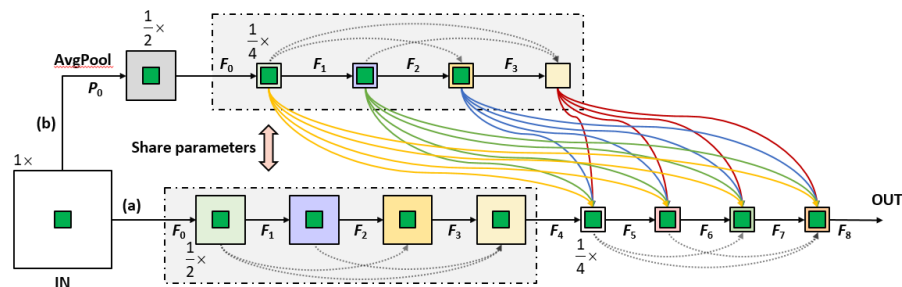 1/2 ×
AvgPool
P0
F0
1/4 ×
F1
F2
F3
(b)
Share parameters
1×
(a)
F0
1/2 ×
F1
F2
F3
F4
1/4 ×
F5
F6
F7
F8
OUT
IN